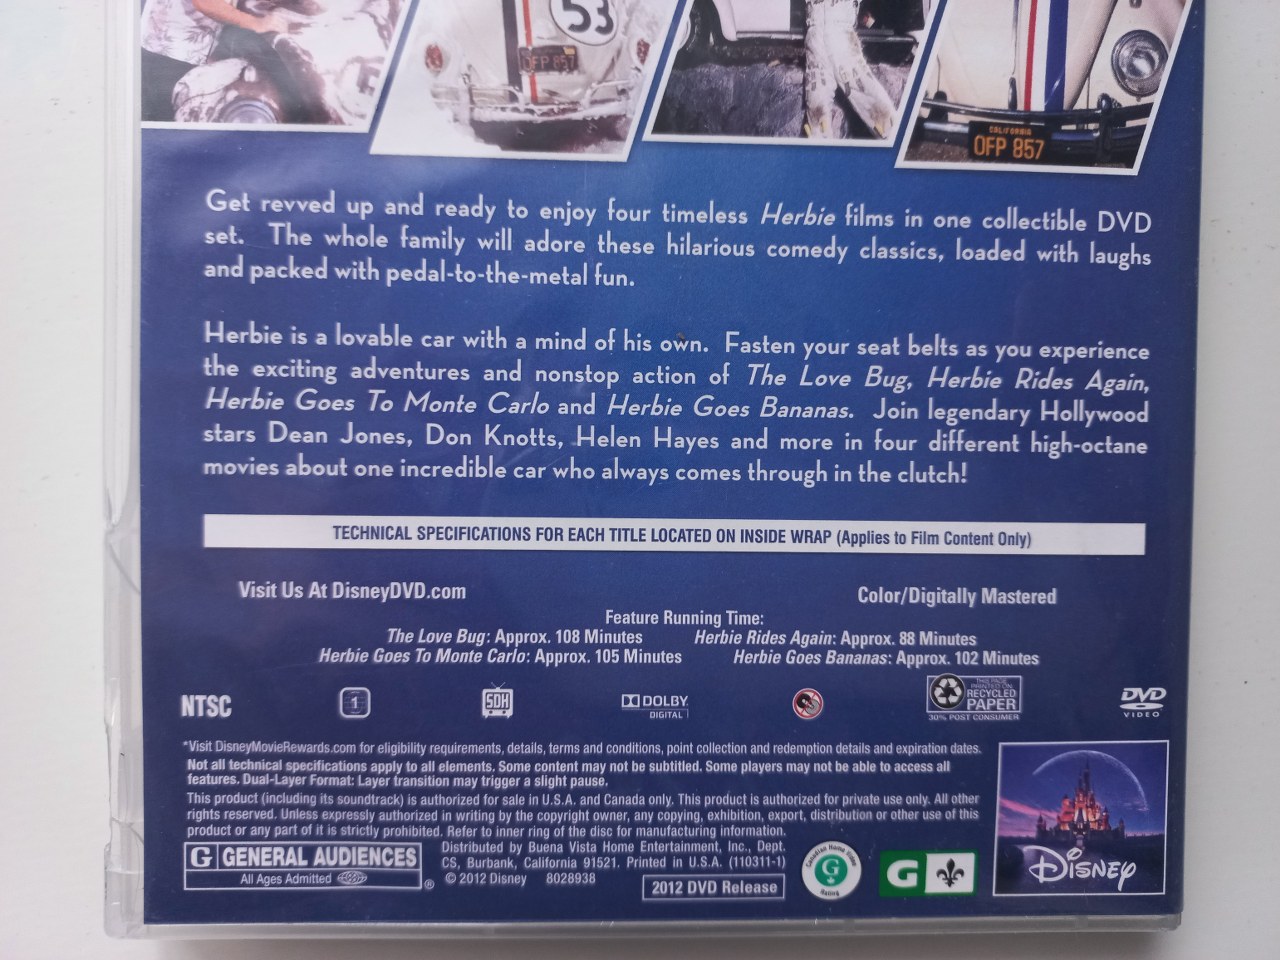 53
OFP 857
CALIFORNIA
OFP 857
Get revved up and ready to enjoy four timeless Herbie films in one collectible DVD
set. The whole family will adore these hilarious comedy classics, loaded with laughs
and packed with pedal-to-the-metal fun.
Herbie is a lovable car with a mind of his own. Fasten your seat belts as you experience
the exciting adventures and nonstop action of The Love Bug, Herbie Rides Again,
Herbie Goes To Monte Carlo and Herbie Goes Bananas. Join legendary Hollywood
stars Dean Jones, Don Knotts, Helen Hayes and more in four different high-octane
movies about one incredible car who always comes through in the clutch!
TECHNICAL SPECIFICATIONS FOR EACH TITLE LOCATED ON INSIDE WRAP (Applies to Film Content Only)
Visit Us At DisneyDVD.com Color/Digitally Mastered
Feature Running Time:
The Love Bug: Approx. 108 Minutes Herbie Rides Again: Approx. 88 Minutes
Herbie Goes To Monte Carlo: Approx. 105 Minutes Herbie Goes Bananas: Approx. 102 Minutes
NTSC 1 SDH DOLBY DIGITAL
THIS PAGE PRINTED ON
RECYCLED
PAPER
30% POST CONSUMER
DVD VIDEO
*Visit DisneyMovieRewards.com for eligibility requirements, details, terms and conditions, point collection and redemption details and expiration dates.
Not all technical specifications apply to all elements. Some content may not be subtitled. Some players may not be able to access all
features. Dual-Layer Format: Layer transition may trigger a slight pause.
This product (including its soundtrack) is authorized for sale in U.S.A. and Canada only. This product is authorized for private use only. All other
rights reserved. Unless expressly authorized in writing by the copyright owner, any copying, exhibition, export, distribution or other use of this
product or any part of it is strictly prohibited. Refer to inner ring of the disc for manufacturing information.
G GENERAL AUDIENCES
All Ages Admitted ®
Distributed by Buena Vista Home Entertainment, Inc., Dept.
CS, Burbank, California 91521. Printed in U.S.A. (110311-1)
© 2012 Disney 8028938
2012 DVD Release
Canadian Home Video
G
Rating
G
Disney